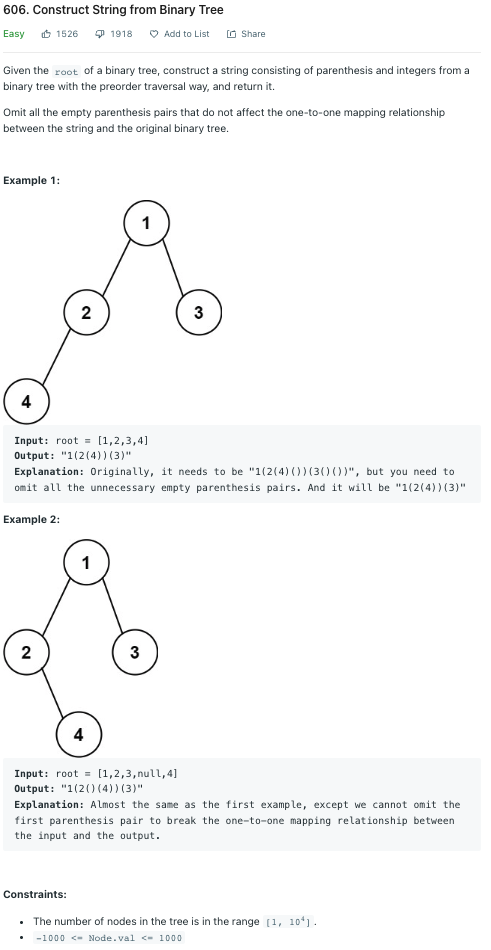 606. Construct String from Binary Tree
Easy 1526 1918 Add to List Share
Given the root of a binary tree, construct a string consisting of parenthesis and integers from a
binary tree with the preorder traversal way, and return it.
Omit all the empty parenthesis pairs that do not affect the one-to-one mapping relationship
between the string and the original binary tree.
Example 1:
1
2 3
4
Input: root = [1,2,3,4]
Output: "1(2(4))(3)"
Explanation: Originally, it needs to be "1(2(4)())(3()())", but you need to
omit all the unnecessary empty parenthesis pairs. And it will be "1(2(4))(3)"
Example 2:
1
2 3
4
Input: root = [1,2,3,null,4]
Output: "1(2()(4))(3)"
Explanation: Almost the same as the first example, except we cannot omit the
first parenthesis pair to break the one-to-one mapping relationship between
the input and the output.
Constraints:
• The number of nodes in the tree is in the range [1, 10⁴].
• -1000 <= Node.val <= 1000